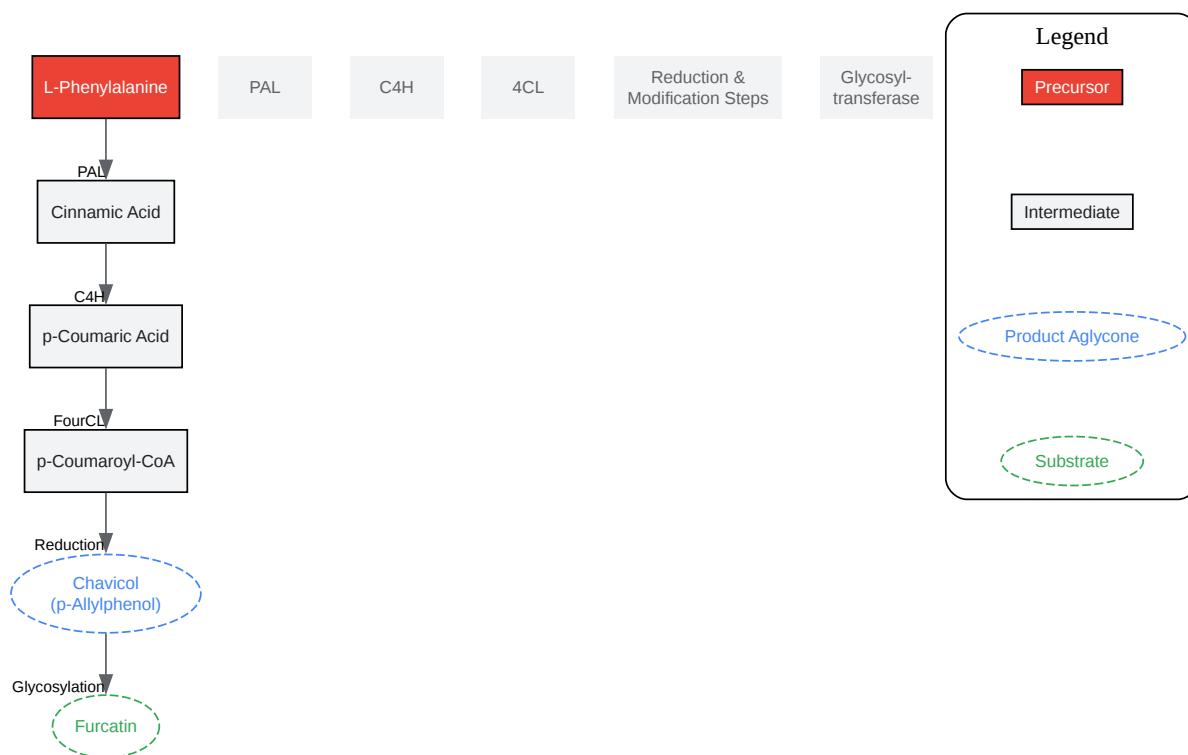 Legend
L-Phenylalanine
PAL
C4H
4CL
Reduction &
Modification Steps
Glycosyl-
transferase
Precursor
PAL
Cinnamic Acid
Intermediate
C4H
p-Coumaric Acid
Product Aglycone
FourCL
p-Coumaroyl-CoA
Substrate
Reduction
Chavicol
(p-Allylphenol)
Glycosylation
Furcatin